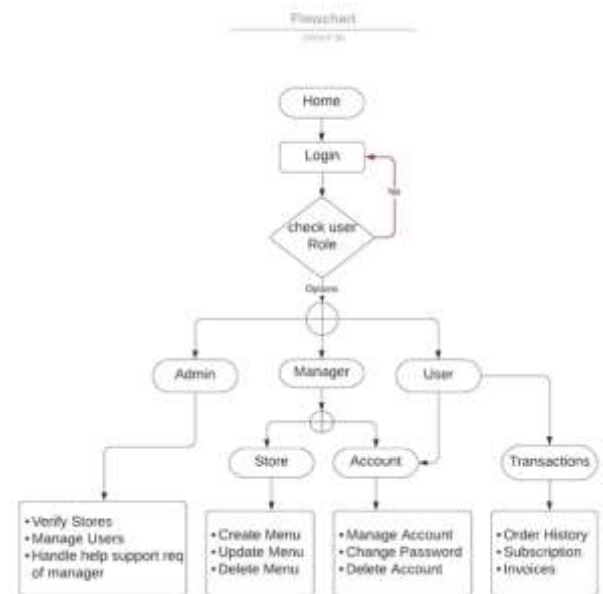 Flowchart
Home
Login
No
check user
Role
Options
Admin
Manager
User
Store
Account
Transactions
• Verify Stores
• Manage Users
• Handle help support req
of manager
• Create Menu
• Update Menu
• Delete Menu
• Manage Account
• Change Password
• Delete Account
• Order History
• Subscription
• Invoices